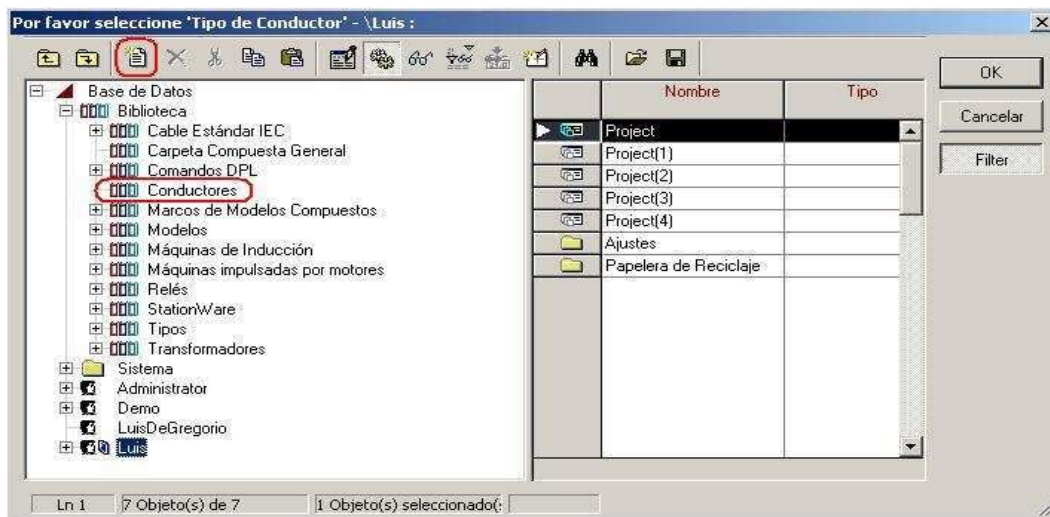 Por favor seleccione 'Tipo de Conductor' - \Luis :
Base de Datos
Biblioteca
Cable Estándar IEC
Carpeta Compuesta General
Comandos DPL
Conductores
Marcos de Modelos Compuestos
Modelos
Máquinas de Inducción
Máquinas impulsadas por motores
Relés
StationWare
Tipos
Transformadores
Sistema
Administrator
Demo
LuisDeGregorio
Luis
Nombre Tipo
Project
Project(1)
Project(2)
Project(3)
Project(4)
Ajustes
Papelera de Reciclaje
OK
Cancelar
Filter
Ln 1 7 Objeto(s) de 7 1 Objeto(s) seleccionado(: